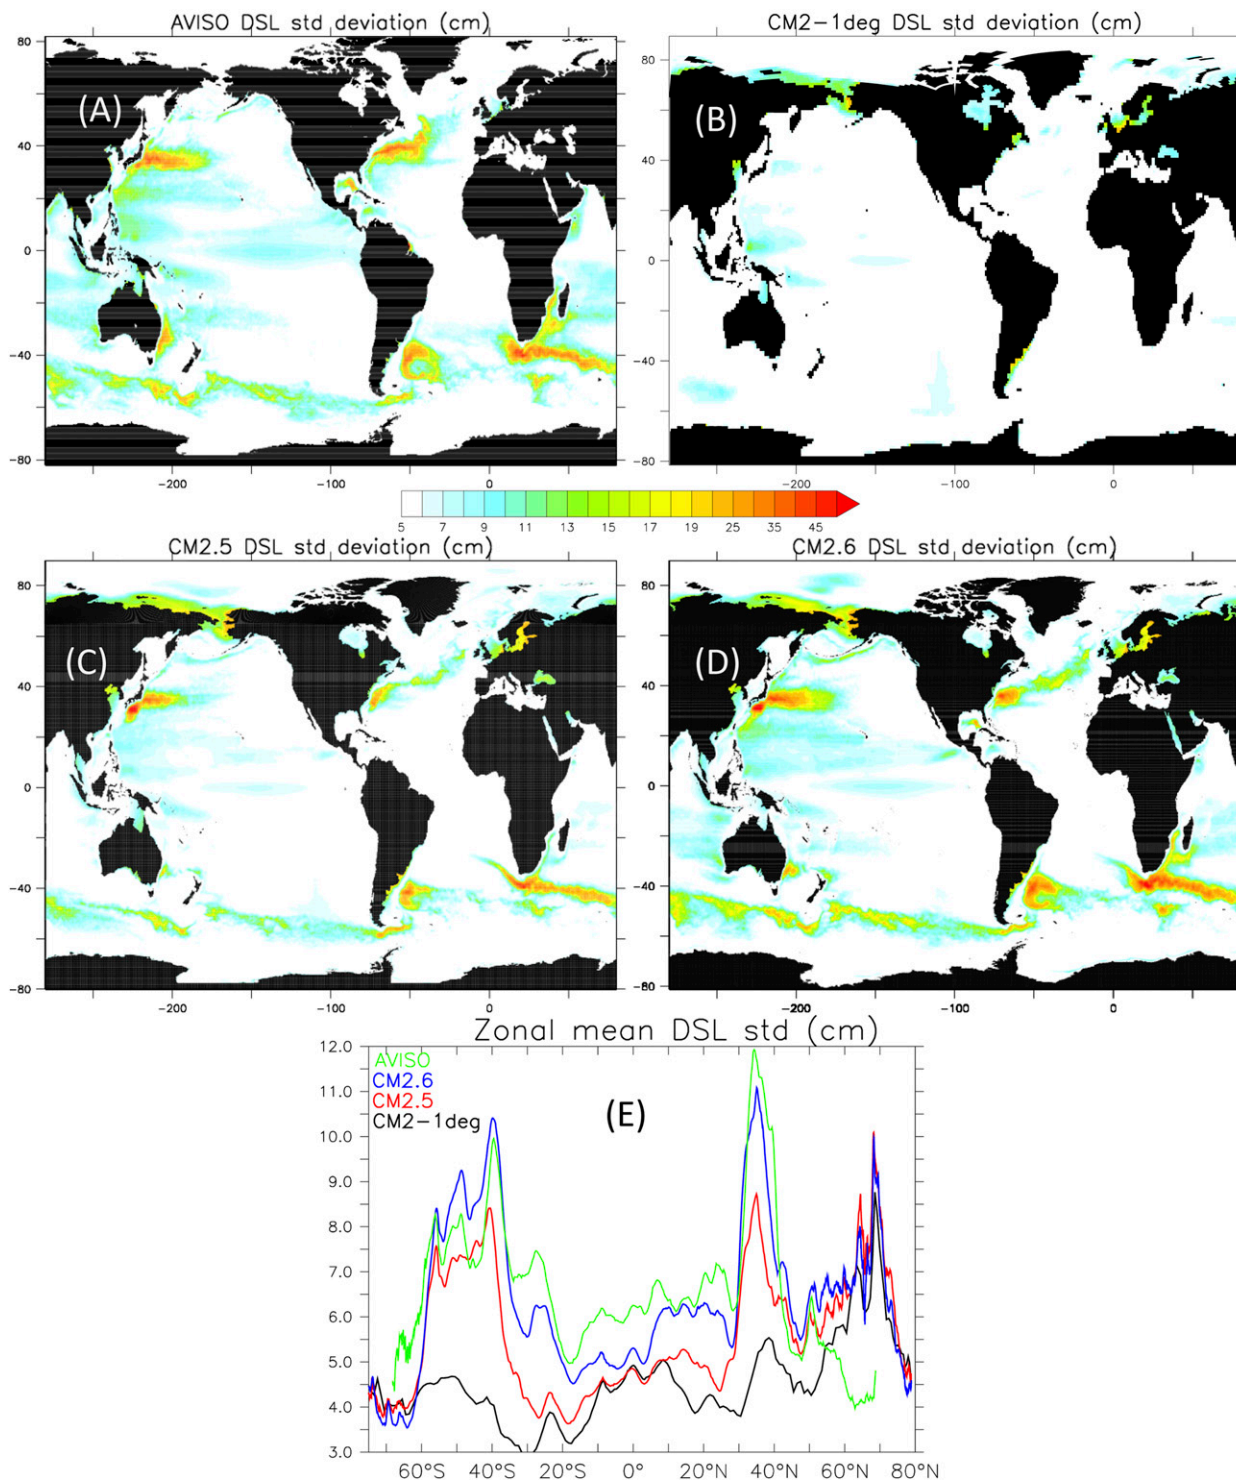 AVISO DSL std deviation (cm)
CM2-1deg DSL std deviation (cm)
80
40
0
-40
-80
(A)
-200
-100
0
80
40
0
-40
-80
(B)
-200
-100
0
5 7 9 11 13 15 17 19 25 35 45
CM2.5 DSL std deviation (cm)
CM2.6 DSL std deviation (cm)
80
40
0
-40
-80
(C)
-200
-100
0
80
40
0
-40
-80
(D)
-200
-100
0
Zonal mean DSL std (cm)
12.0
11.0
10.0
9.0
8.0
7.0
6.0
5.0
4.0
3.0
AVISO
CM2.6
CM2.5
CM2-1deg
(E)
60°S 40°S 20°S 0° 20°N 40°N 60°N 80°N